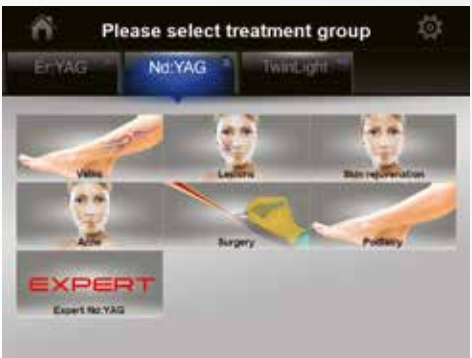 Please select treatment group
Er:YAG Nd:YAG TwinLight
Veins Lesions Skin rejuvenation
Acne Surgery Podiatry
EXPERT
Expert Nd:YAG